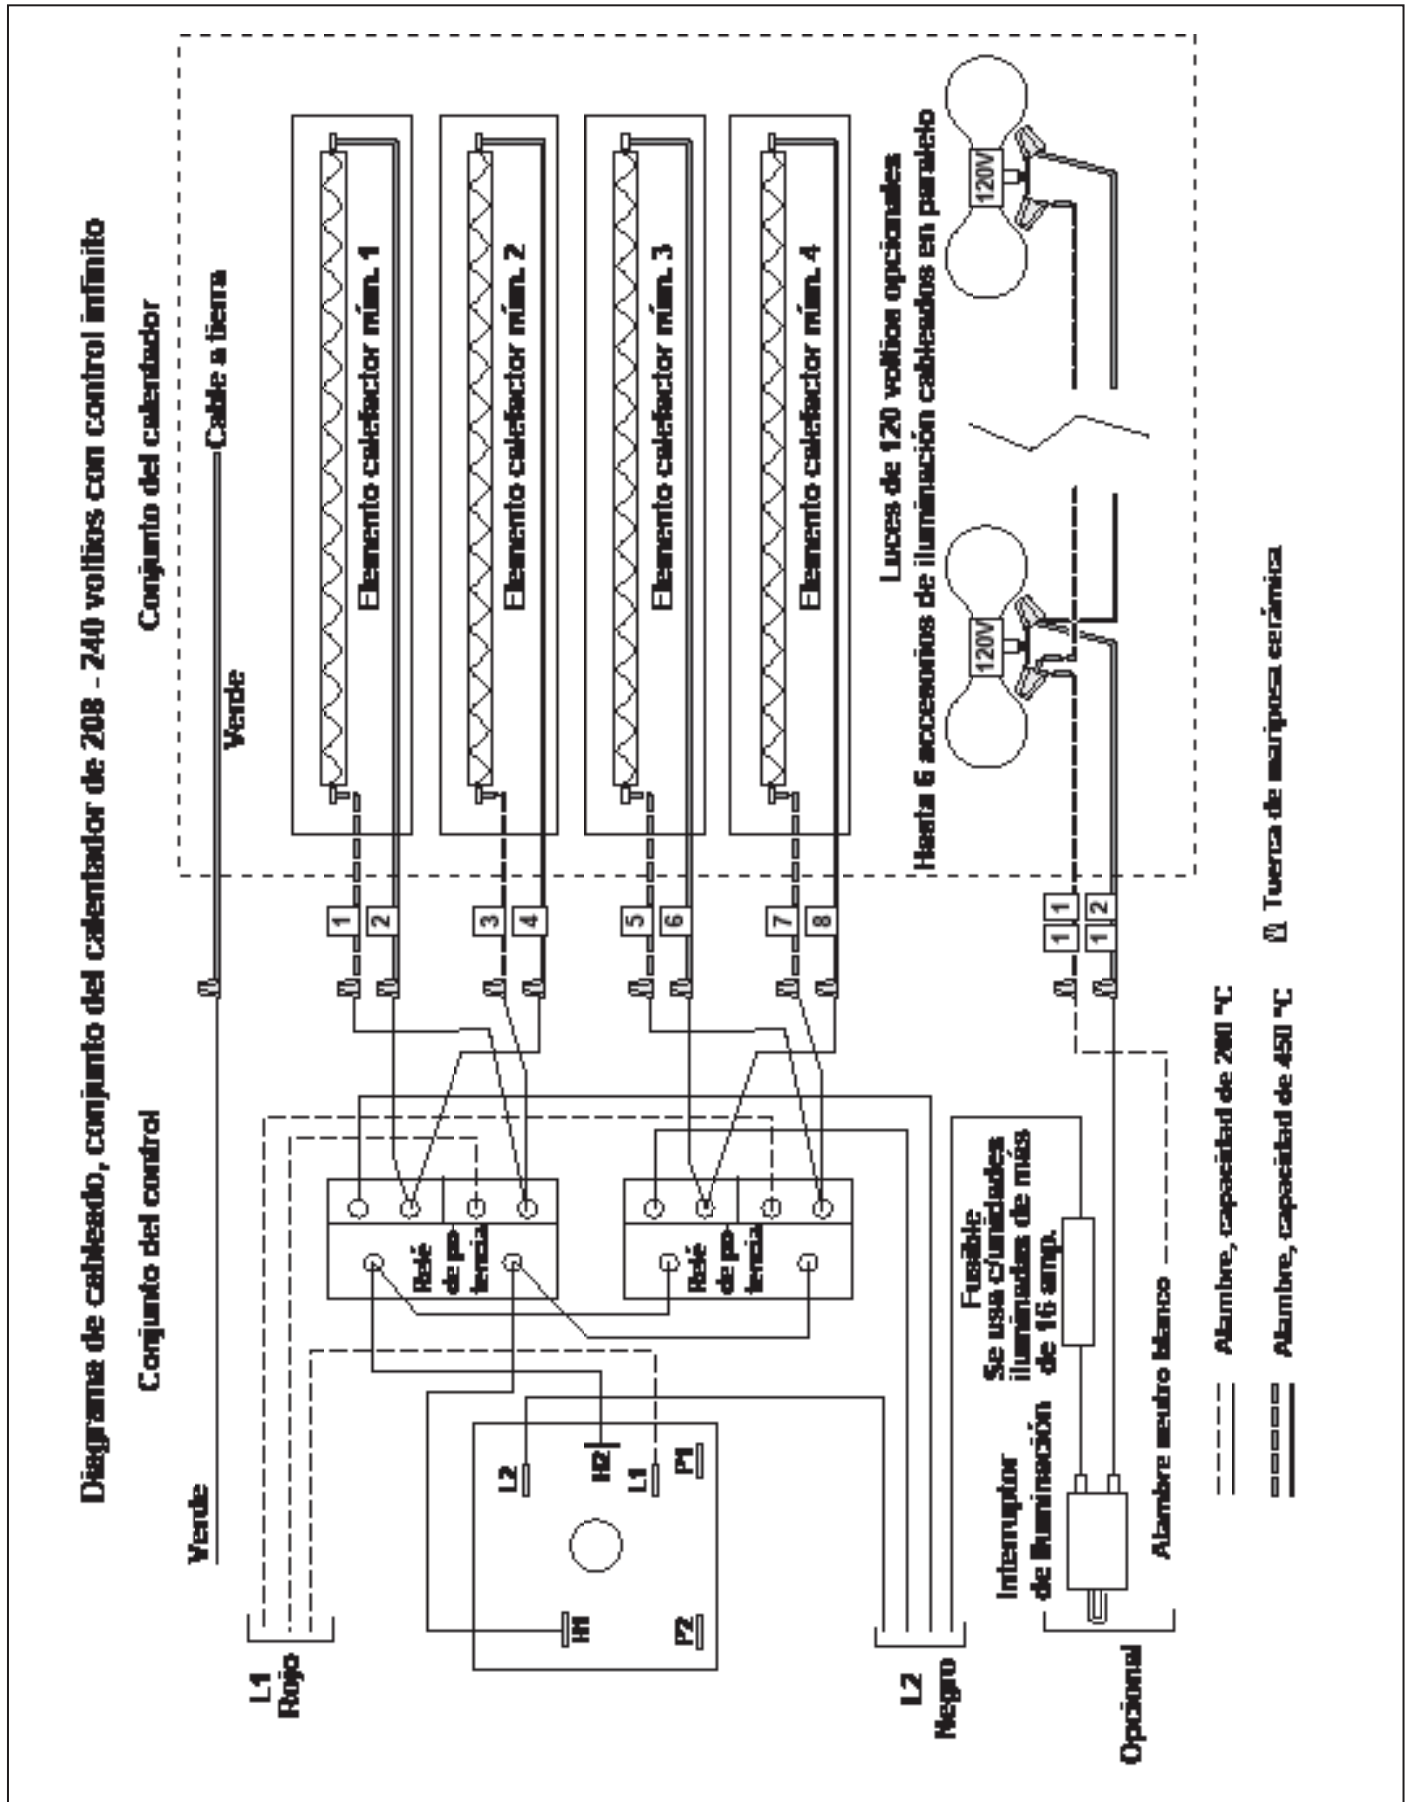 Diagrama de cableado, conjunto del calentador de 208 - 240 voltios con control infinito
Conjunto del control
Conjunto del calentador
Verde
Verde
Cable a tierra
L1
Rojo
H1
P2
L2
H2
L1
P1
Relé
de po
tencia
Relé
de po
tencia
1
2
3
4
5
6
7
8
1 1
1 2
Elemento calefactor núm. 1
Elemento calefactor núm. 2
Elemento calefactor núm. 3
Elemento calefactor núm. 4
Luces de 120 voltios opcionales
Hasta 6 accesorios de iluminación cableados en paralelo
120V
120V
L2
Negro
Fusible
Se usa c/unidades
iluminadas de más
de 16 amp.
Interruptor
de iluminación
Alambre neutro blanco
Opcional
Alambre, capacidad de 200 °C
Alambre, capacidad de 450 °C
Tuerca de mariposa cerámica